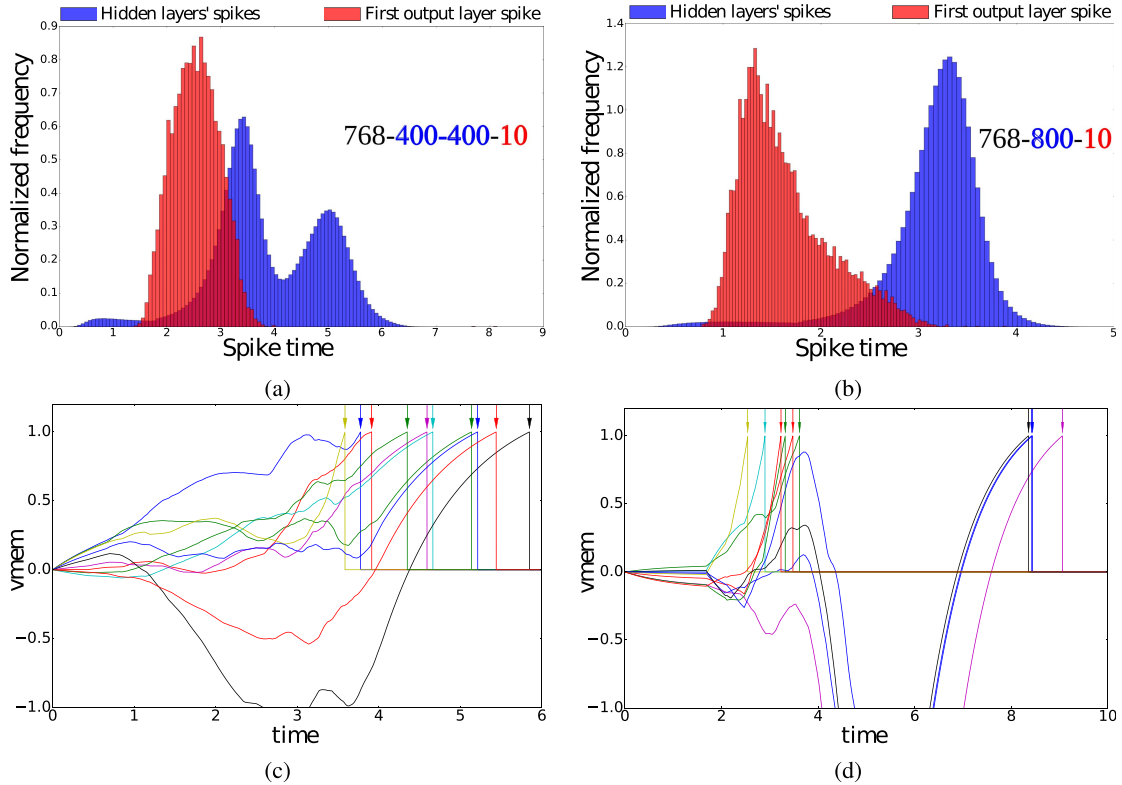 Hidden layers' spikes
First output layer spike
0.9
0.8
0.7
0.6
0.5
0.4
0.3
0.2
0.1
0.0
Normalized frequency
768-400-400-10
0 1 2 3 4 5 6 7 8 9
Spike time
(a)
Hidden layers' spikes
First output layer spike
1.4
1.2
1.0
0.8
0.6
0.4
0.2
0.0
Normalized frequency
768-800-10
0 1 2 3 4 5
Spike time
(b)
1.0
0.5
0.0
−0.5
−1.0
vmem
0 1 2 3 4 5 6
time
(c)
1.0
0.5
0.0
−0.5
−1.0
vmem
0 2 4 6 8 10
time
(d)